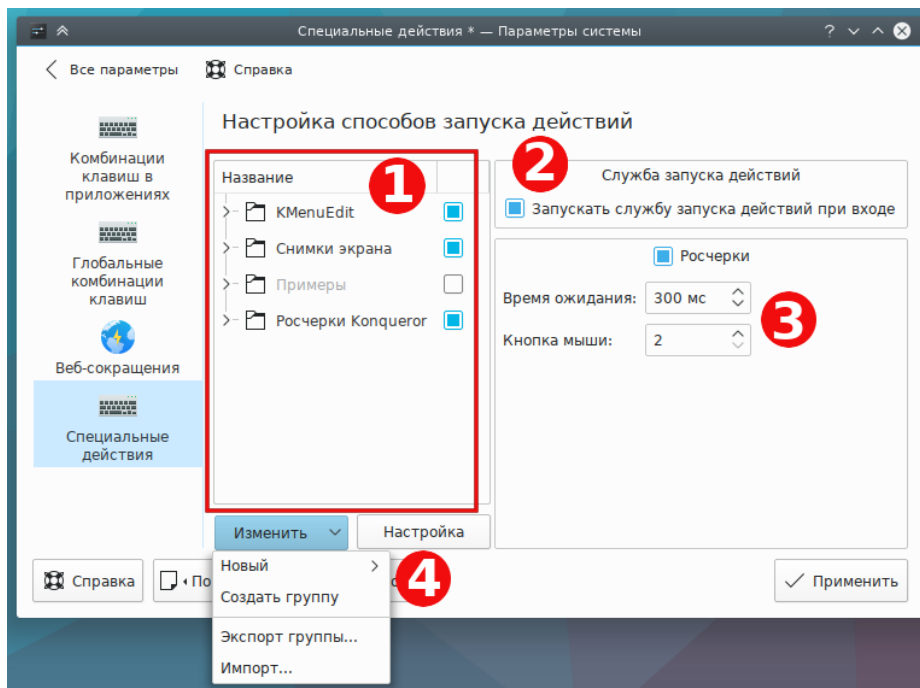 Специальные действия * — Параметры системы
Все параметры
Справка
Комбинации
клавиш в
приложениях
Глобальные
комбинации
клавиш
Веб-сокращения
Специальные
действия
Настройка способов запуска действий
1
Название
KMenuEdit
Снимки экрана
Примеры
Росчерки Konqueror
2
Служба запуска действий
Запускать службу запуска действий при входе
Росчерки
Время ожидания: 300 мс
Кнопка мыши: 2
3
Изменить
Настройка
4
Новый
Создать группу
Экспорт группы...
Импорт...
Справка
Применить